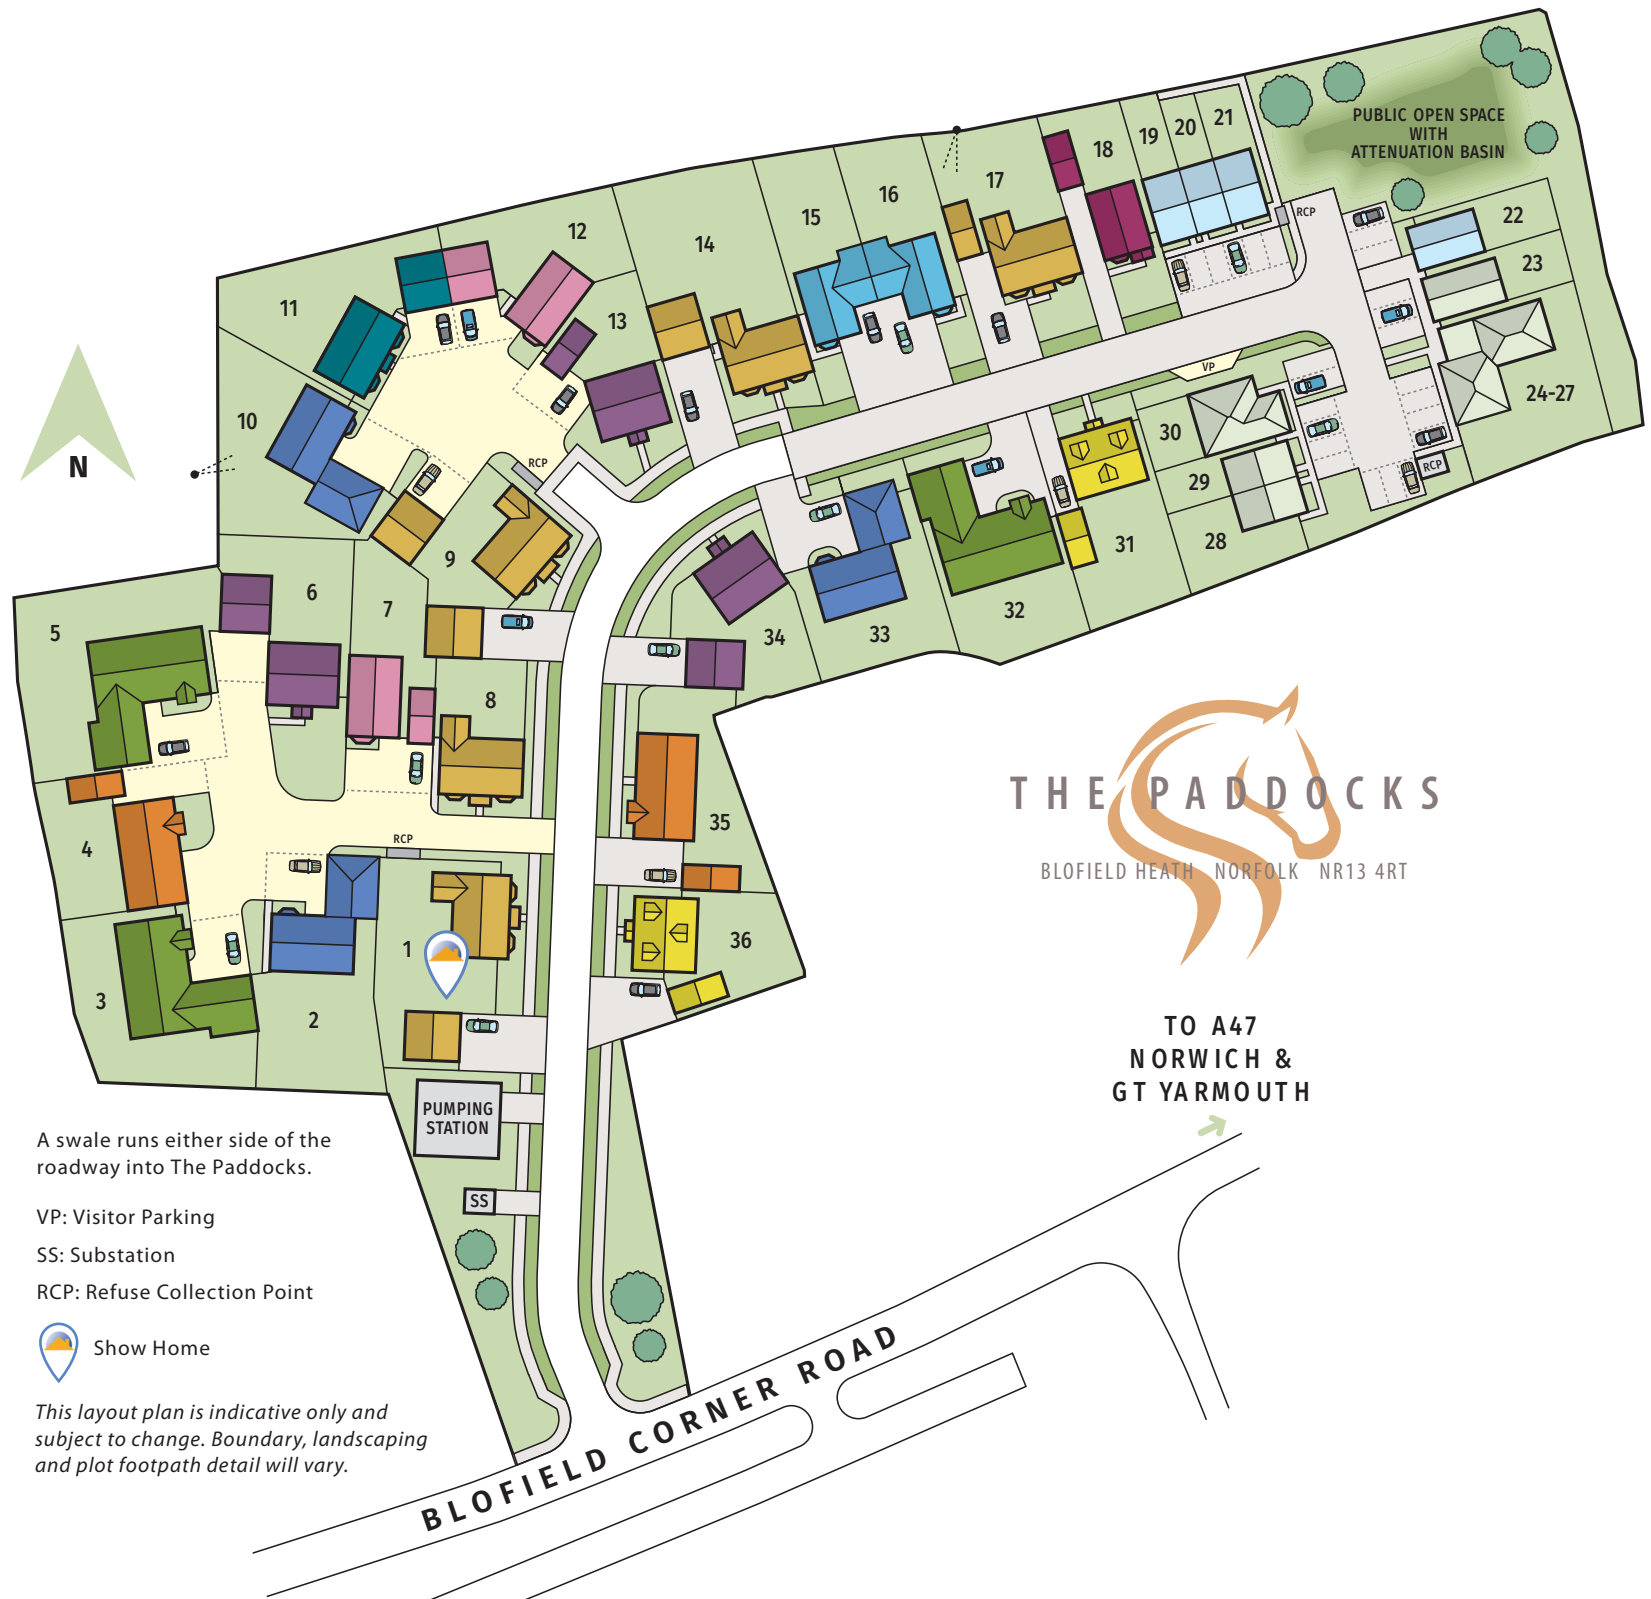 PUBLIC OPEN SPACE
WITH
ATTENUATION BASIN
21
20
19
18
17
16
15
14
12
13
11
10
RCP
22
23
24-27
VP
RCP
30
29
28
31
32
33
34
RCP
9
N
6
7
5
8
4
3
2
1
RCP
35
36
THE PADDOCKS
BLOFIELD HEATH NORFOLK NR13 4RT
TO A47
NORWICH &
GT YARMOUTH
PUMPING
STATION
SS
A swale runs either side of the
roadway into The Paddocks.
VP: Visitor Parking
SS: Substation
RCP: Refuse Collection Point
Show Home
This layout plan is indicative only and
subject to change. Boundary, landscaping
and plot footpath detail will vary.
BLOFIELD CORNER ROAD